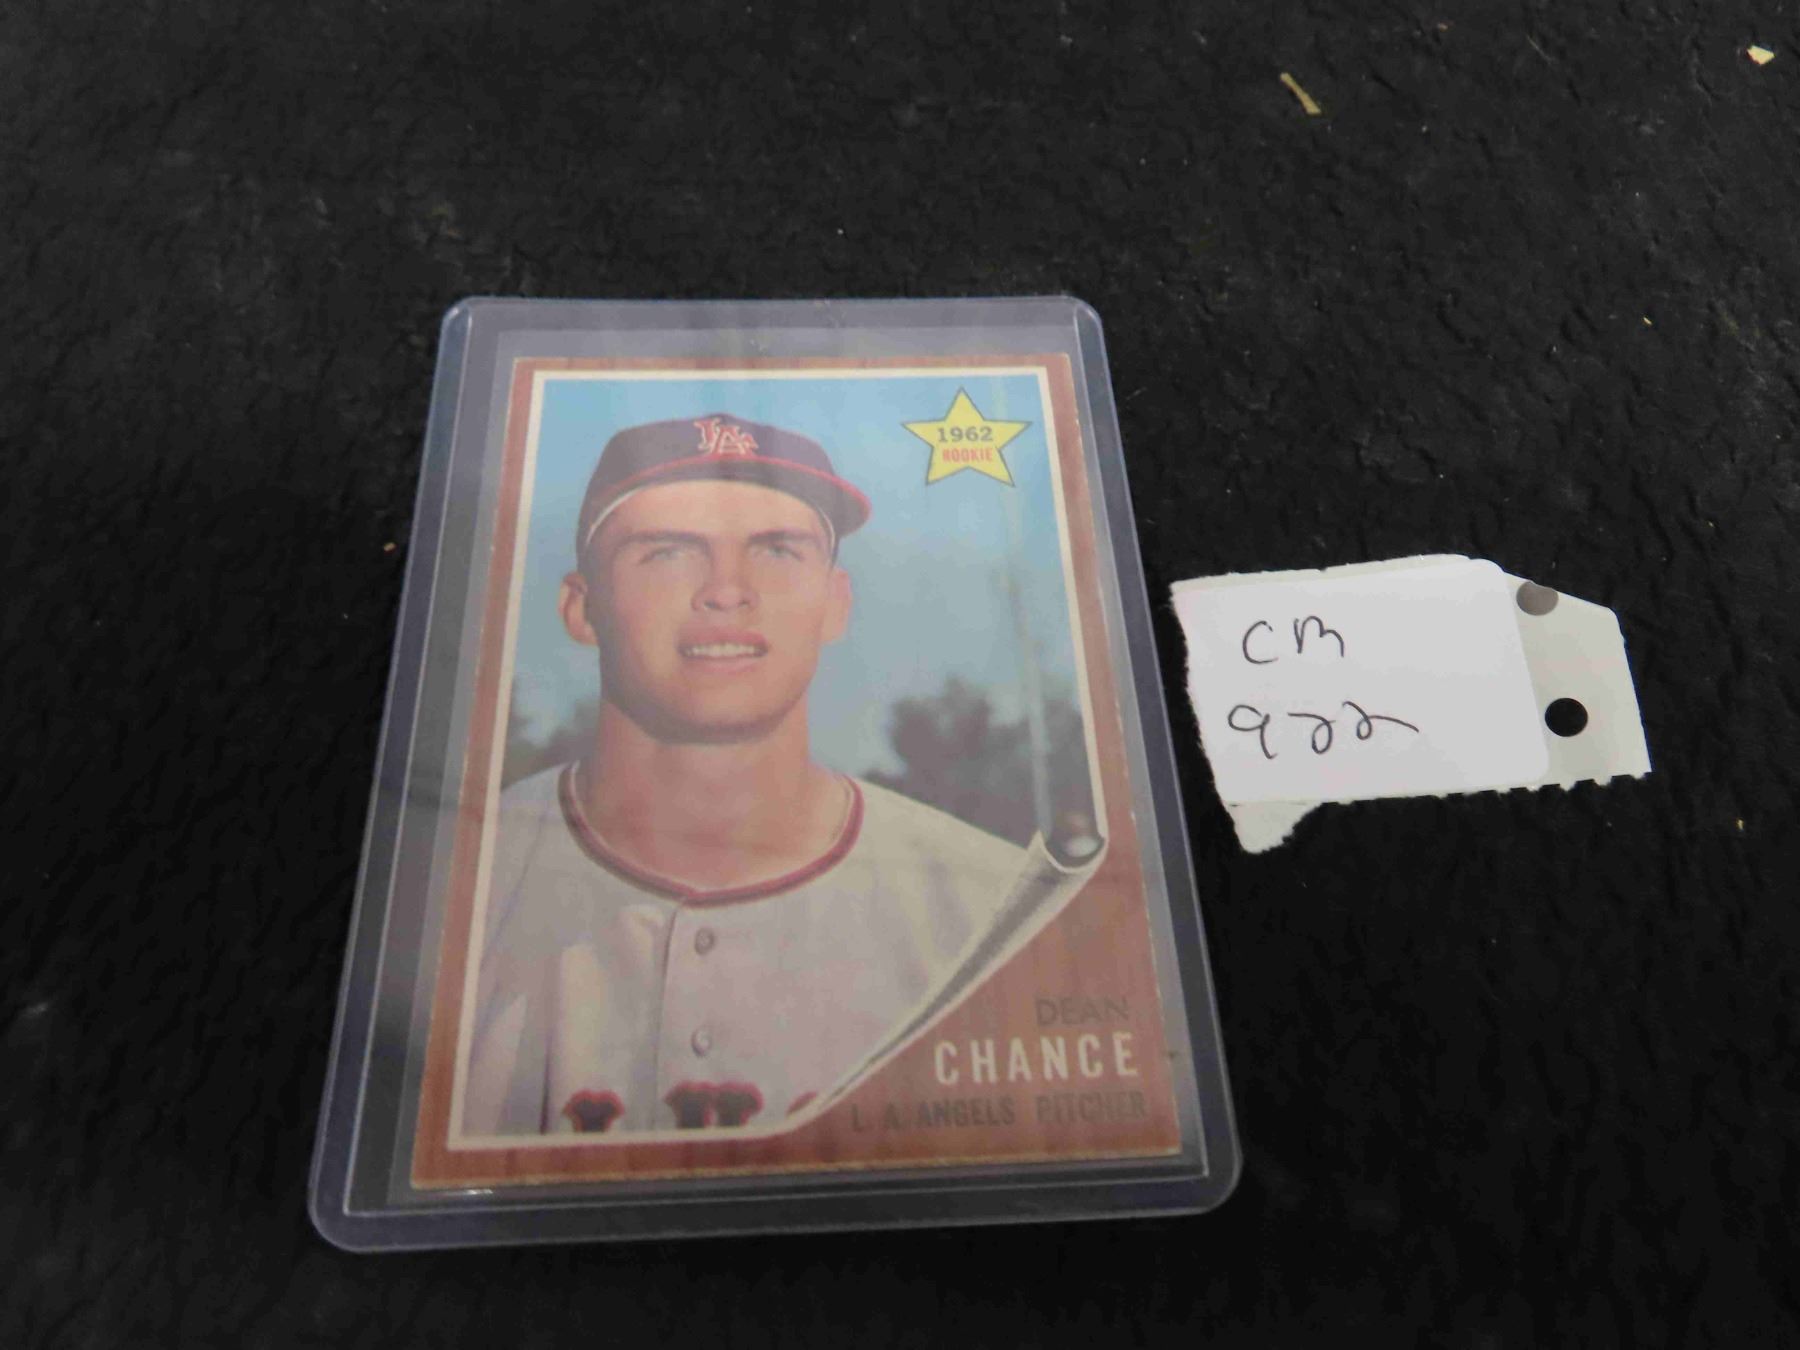 LA
1962
ROOKIE
DEAN
CHANCE
L. A. ANGELS PITCHER
CM
922